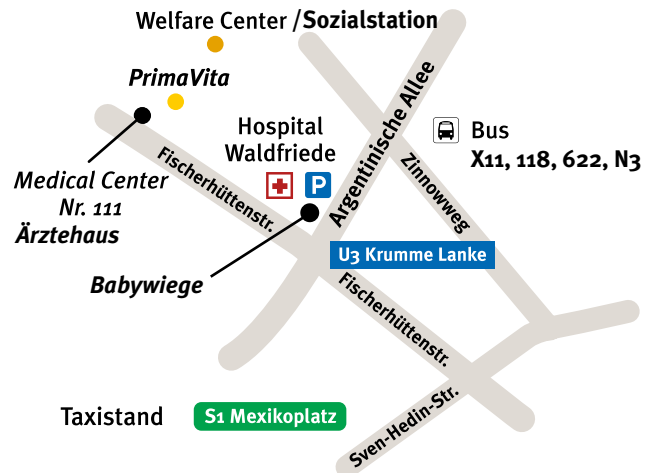 Welfare Center /Sozialstation
PrimaVita
Hospital
Waldfriede
P
Argentinische Allee
Bus
X11, 118, 622, N3
Zinnowweg
Fischerhüttenstr.
Medical Center
Nr. 111
Ärztehaus
Babywiege
U3 Krumme Lanke
Fischerhüttenstr.
Taxistand
S1 Mexikoplatz
Sven-Hedin-Str.